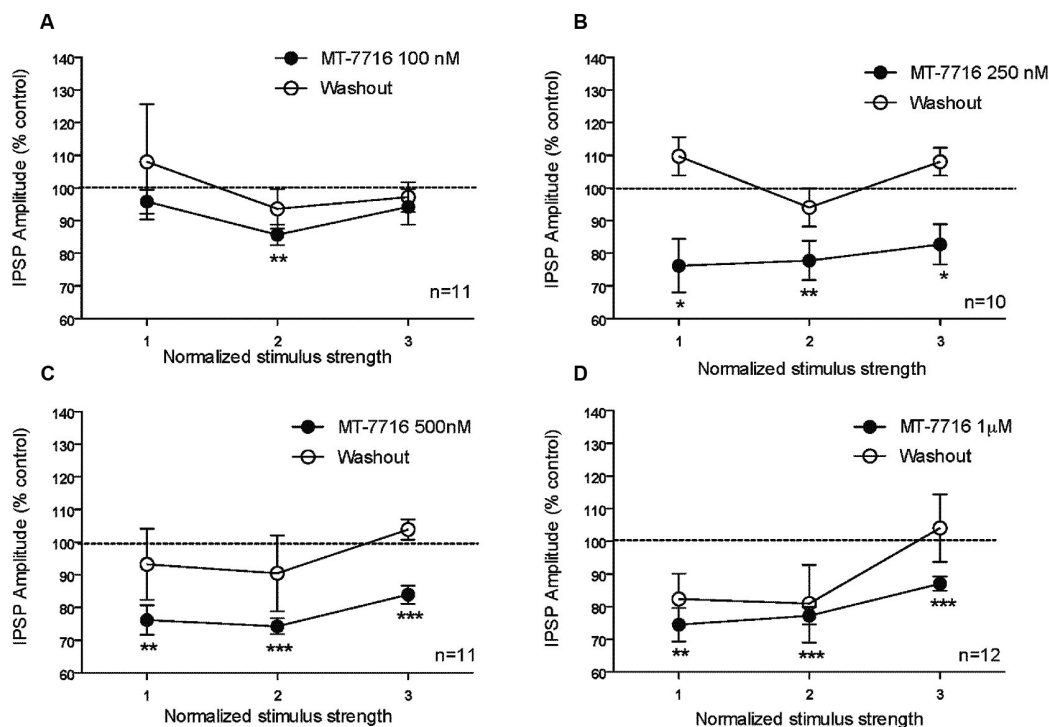 A
MT-7716 100 nM
Washout
IPSP Amplitude (% control)
140
130
120
110
100
90
80
70
60
**
n=11
1 2 3
Normalized stimulus strength
B
MT-7716 250 nM
Washout
IPSP Amplitude (% control)
140
130
120
110
100
90
80
70
60
* ** *
n=10
1 2 3
Normalized stimulus strength
C
MT-7716 500nM
Washout
IPSP Amplitude (% control)
140
130
120
110
100
90
80
70
60
** *** ***
n=11
1 2 3
Normalized stimulus strength
D
MT-7716 1μM
Washout
IPSP Amplitude (% control)
140
130
120
110
100
90
80
70
60
** *** ***
n=12
1 2 3
Normalized stimulus strength